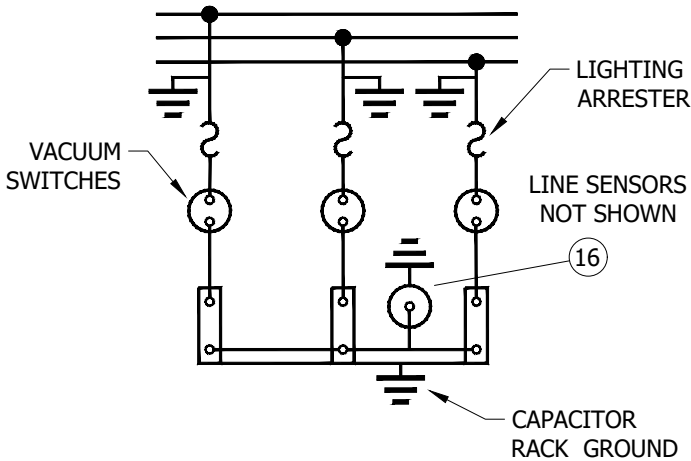 LIGHTING
ARRESTER
VACUUM
SWITCHES
LINE SENSORS
NOT SHOWN
16
CAPACITOR
RACK GROUND